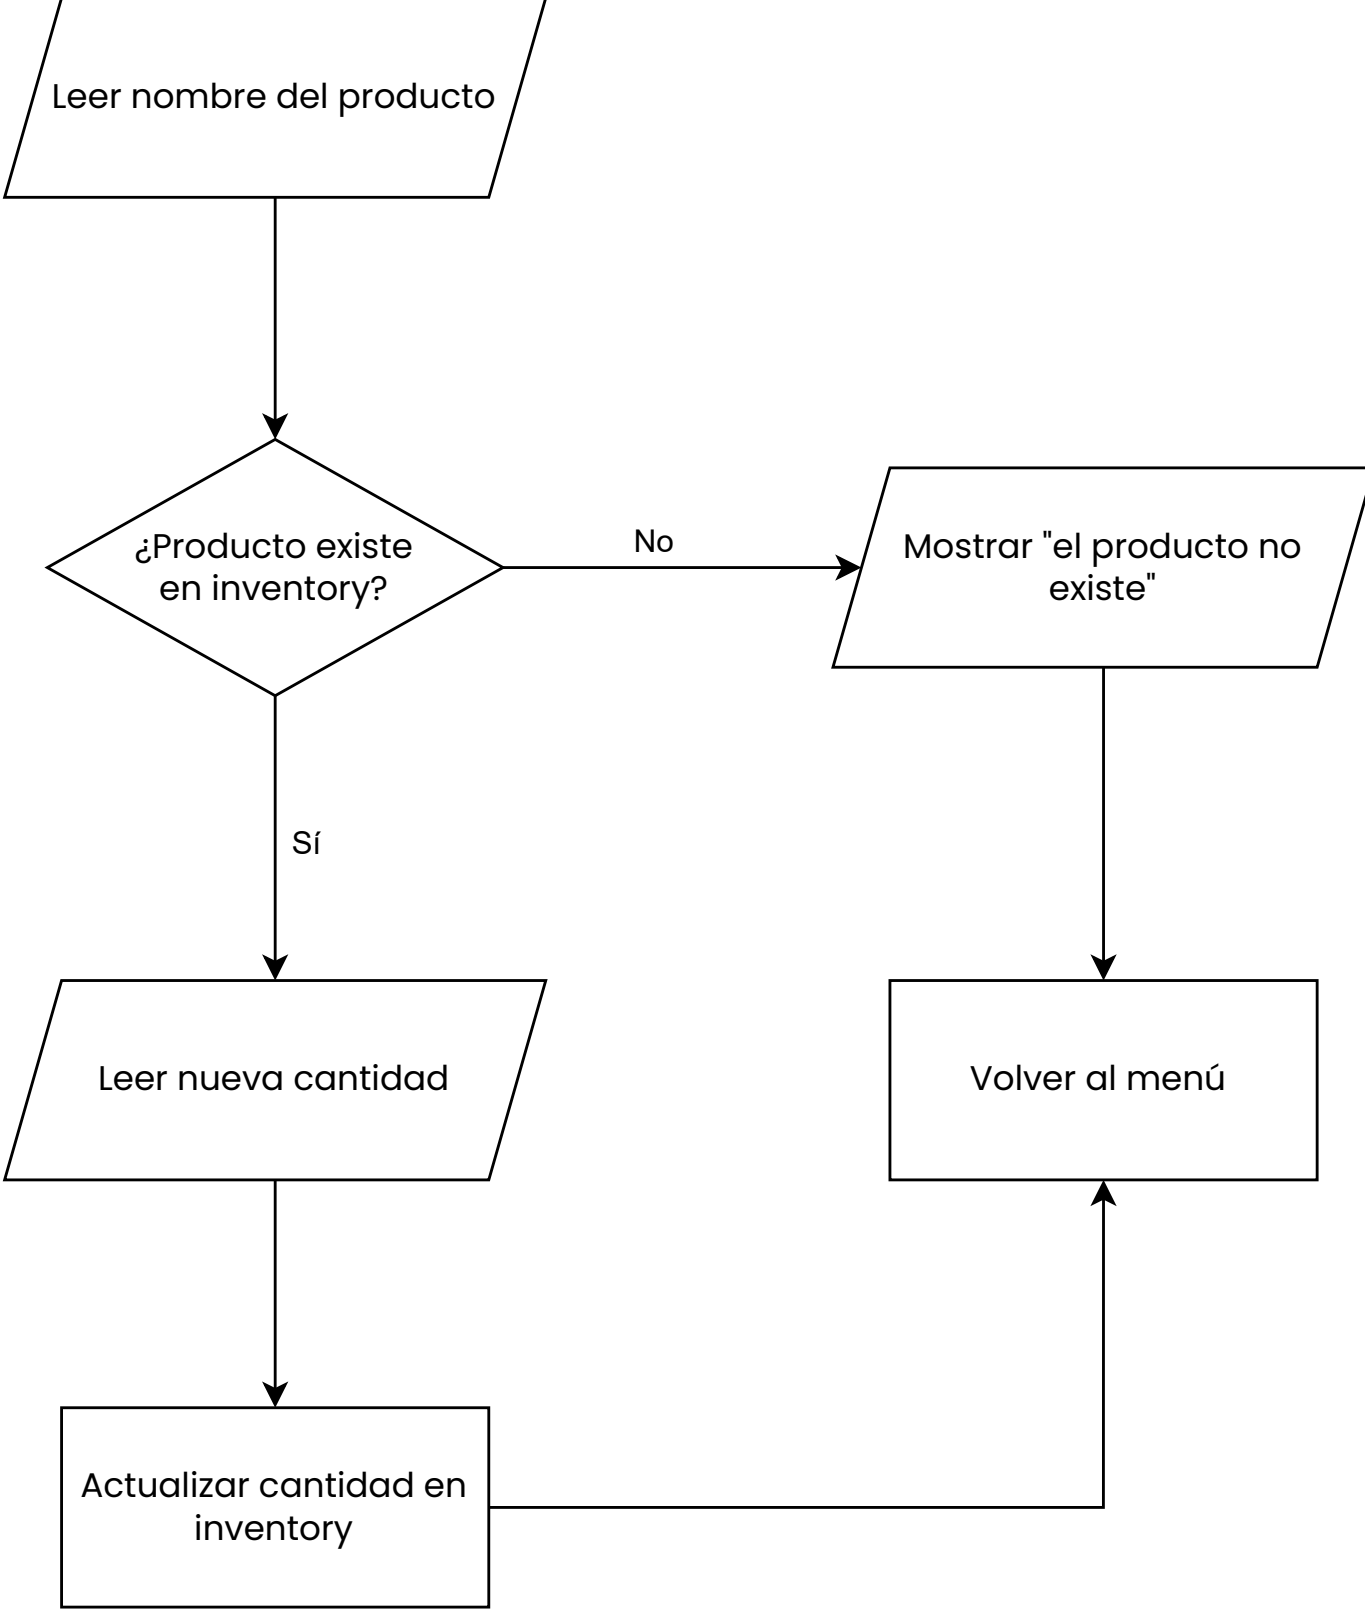 Leer nombre del producto
¿Producto existe
en inventory?
No
Mostrar "el producto no
existe"
Sí
Leer nueva cantidad
Volver al menú
Actualizar cantidad en
inventory